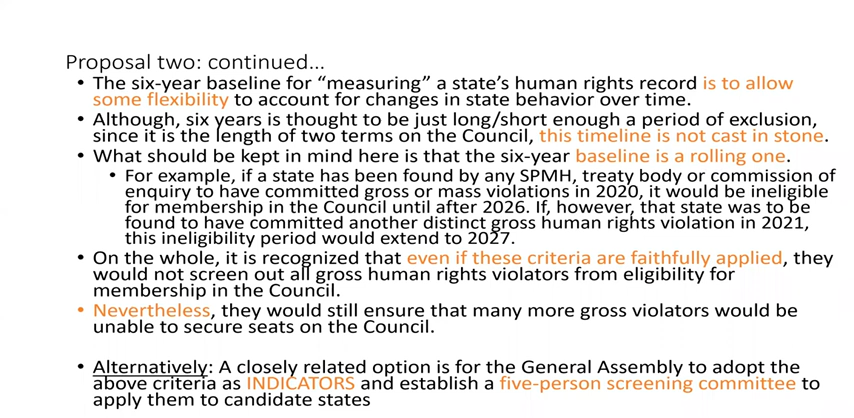 Proposal two: continued…
• The six-year baseline for “measuring” a state’s human rights record is to allow
some flexibility to account for changes in state behavior over time.
• Although, six years is thought to be just long/short enough a period of exclusion,
since it is the length of two terms on the Council, this timeline is not cast in stone.
• What should be kept in mind here is that the six-year baseline is a rolling one.
• For example, if a state has been found by any SPMH, treaty body or commission of
enquiry to have committed gross or mass violations in 2020, it would be ineligible
for membership in the Council until after 2026. If, however, that state was to be
found to have committed another distinct gross human rights violation in 2021,
this ineligibility period would extend to 2027.
• On the whole, it is recognized that even if these criteria are faithfully applied, they
would not screen out all gross human rights violators from eligibility for
membership in the Council.
• Nevertheless, they would still ensure that many more gross violators would be
unable to secure seats on the Council.
• Alternatively: A closely related option is for the General Assembly to adopt the
above criteria as INDICATORS and establish a five-person screening committee to
apply them to candidate states